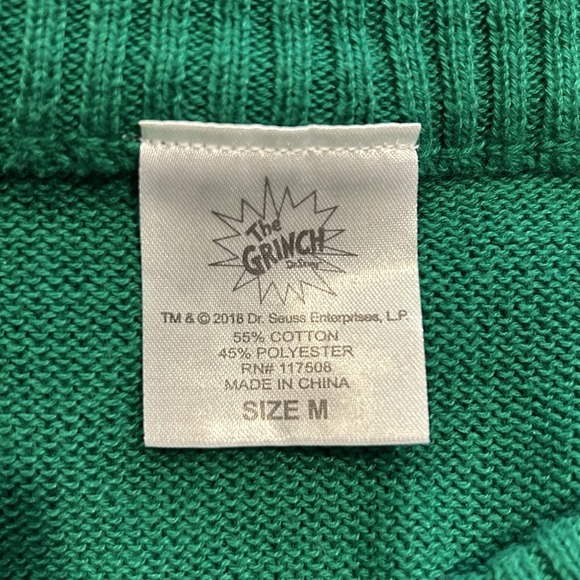 The
GRINCH
Dr. Seuss
TM & © 2018 Dr. Seuss Enterprises, L.P.
55% COTTON
45% POLYESTER
RN# 117508
MADE IN CHINA
SIZE M